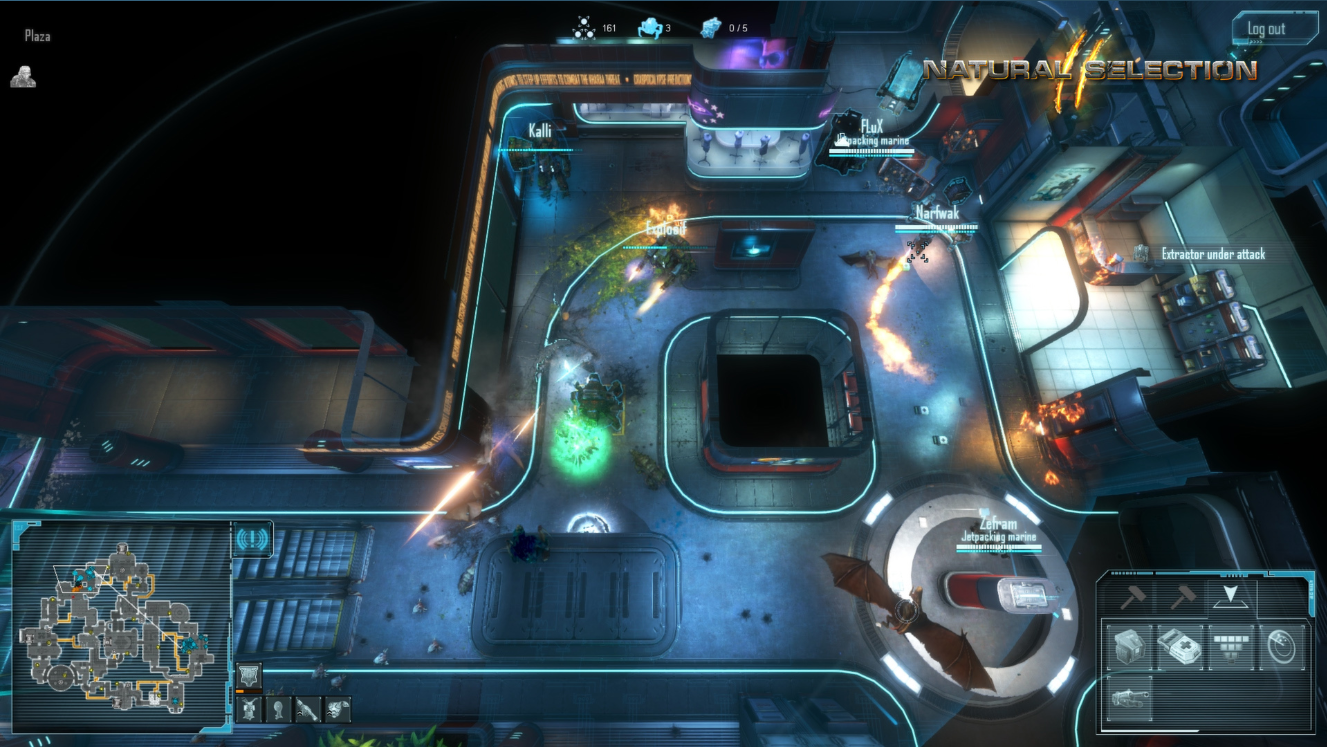 161
3
0 / 5
Log out
Plaza
NATURAL SELECTION
Kalli
FLuX
Jetpacking marine
Narfwak
Explosif
Extractor under attack
Zefram
Jetpacking marine